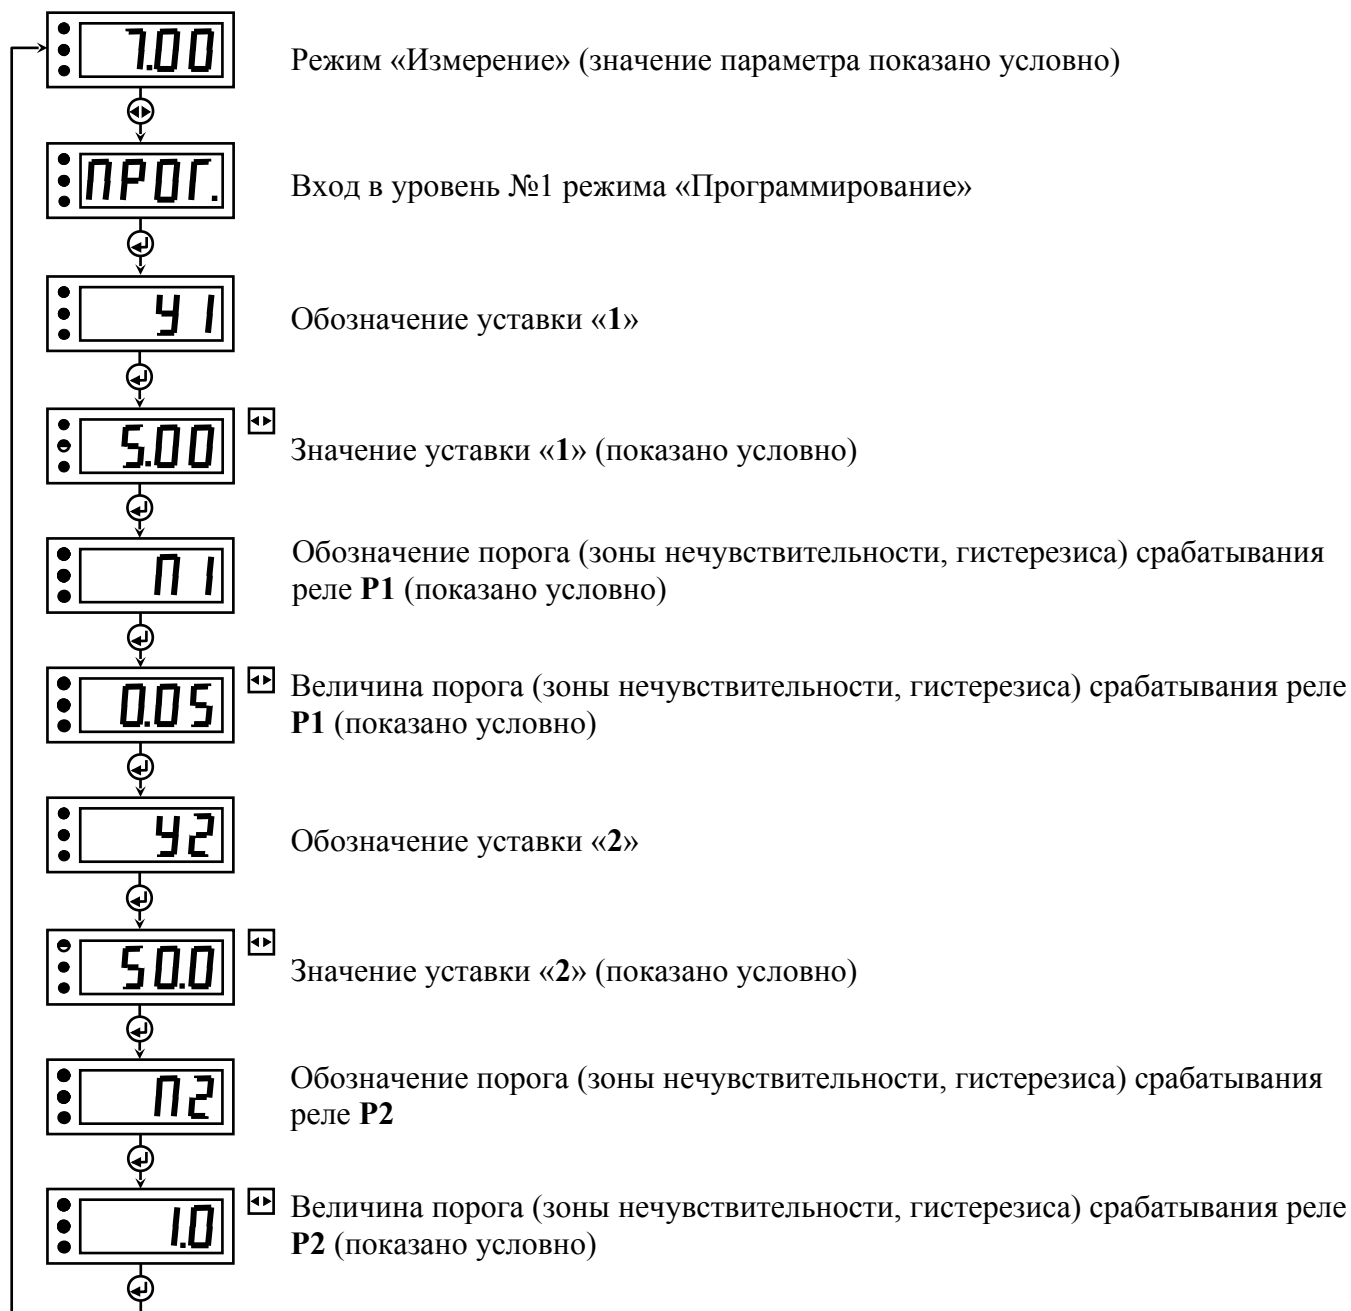 7.00
Режим «Измерение» (значение параметра показано условно)
ПРОГ.
Вход в уровень №1 режима «Программирование»
У1
Обозначение уставки «1»
5.00
Значение уставки «1» (показано условно)
П1
Обозначение порога (зоны нечувствительности, гистерезиса) срабатывания
реле Р1 (показано условно)
0.05
Величина порога (зоны нечувствительности, гистерезиса) срабатывания реле
Р1 (показано условно)
У2
Обозначение уставки «2»
50.0
Значение уставки «2» (показано условно)
П2
Обозначение порога (зоны нечувствительности, гистерезиса) срабатывания
реле Р2
1.0
Величина порога (зоны нечувствительности, гистерезиса) срабатывания реле
Р2 (показано условно)